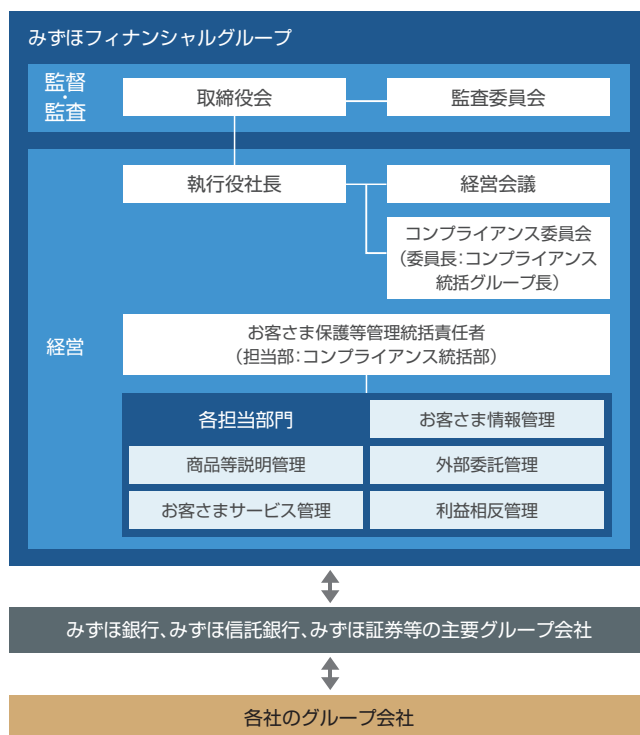 みずほフィナンシャルグループ
監督
・
監査
取締役会
監査委員会
執行役社長
経営会議
コンプライアンス委員会
（委員長：コンプライアンス
統括グループ長）
経営
お客さま保護等管理統括責任者
（担当部：コンプライアンス統括部）
各担当部門
お客さま情報管理
商品等説明管理
外部委託管理
お客さまサービス管理
利益相反管理
みずほ銀行、みずほ信託銀行、みずほ証券等の主要グループ会社
各社のグループ会社